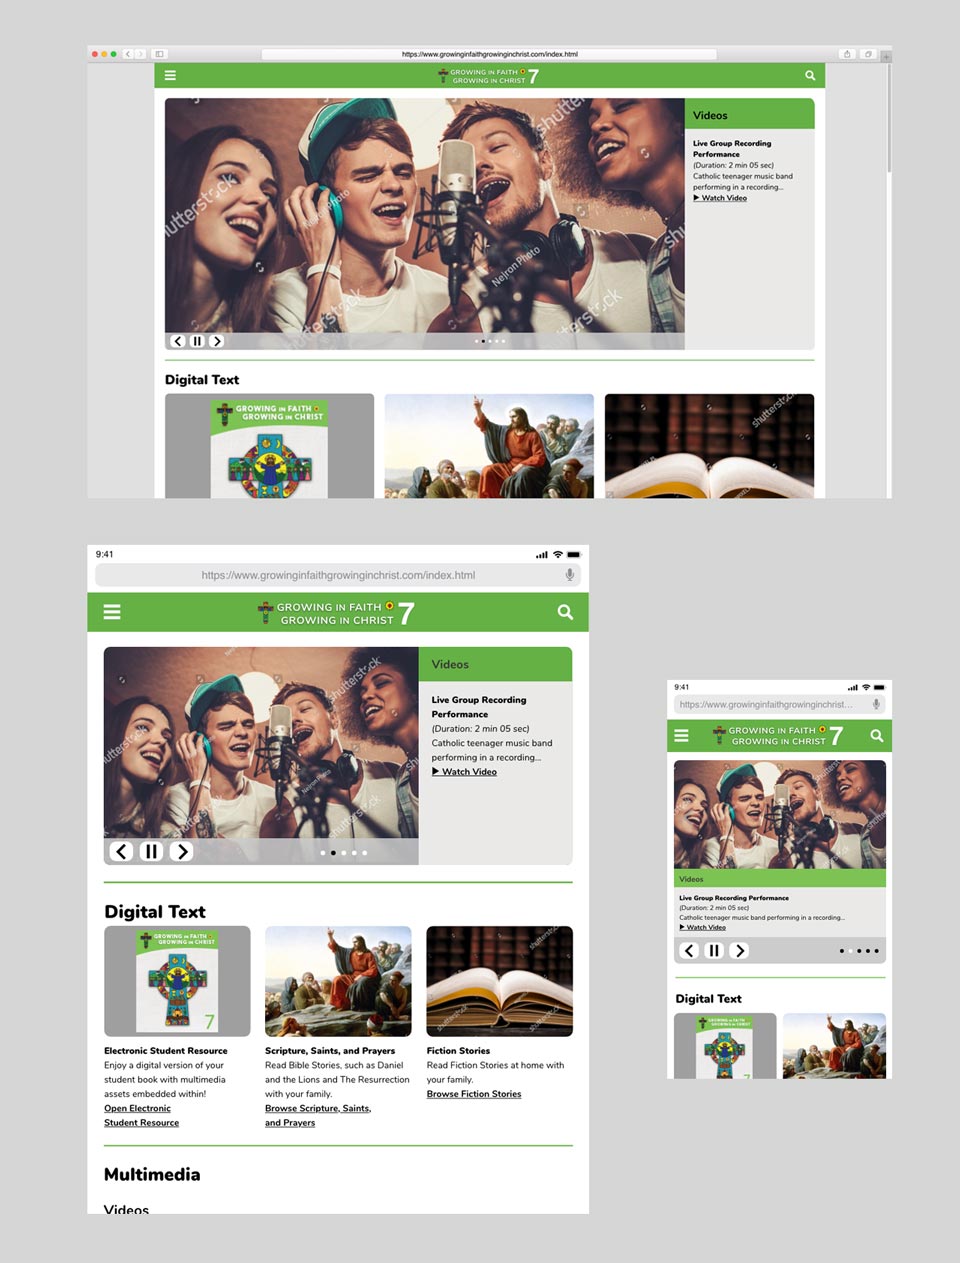 https://www.growinginfaithgrowinginchrist.com/index.html
GROWING IN FAITH
GROWING IN CHRIST
7
shutterstock
Nejron Photo
shutterstock
Videos
Live Group Recording
Performance
(Duration: 2 min 05 sec)
Catholic teenager music band
performing in a recording...
Watch Video
Digital Text
GROWING IN FAITH
GROWING IN CHRIST
shutterstock
9:41
https://www.growinginfaithgrowinginchrist.com/index.html
GROWING IN FAITH
GROWING IN CHRIST
7
shutterstock
Nejron Photo
shutterstock
Videos
Live Group Recording
Performance
(Duration: 2 min 05 sec)
Catholic teenager music band
performing in a recording...
Watch Video
Digital Text
GROWING IN FAITH
GROWING IN CHRIST
7
Electronic Student Resource
Enjoy a digital version of your
student book with multimedia
assets embedded within!
Open Electronic
Student Resource
Scripture, Saints, and Prayers
Read Bible Stories, such as Daniel
and the Lions and The Resurrection
with your family.
Browse Scripture, Saints,
and Prayers
Fiction Stories
Read Fiction Stories at home with
your family.
Browse Fiction Stories
Multimedia
Videos
9:41
https://www.growinginfaithgrowinginchrist...
GROWING IN FAITH
GROWING IN CHRIST
7
Videos
Live Group Recording Performance
(Duration: 2 min 05 sec)
Catholic teenager music band performing in a recording...
Watch Video
Digital Text
GROWING IN FAITH
GROWING IN CHRIST